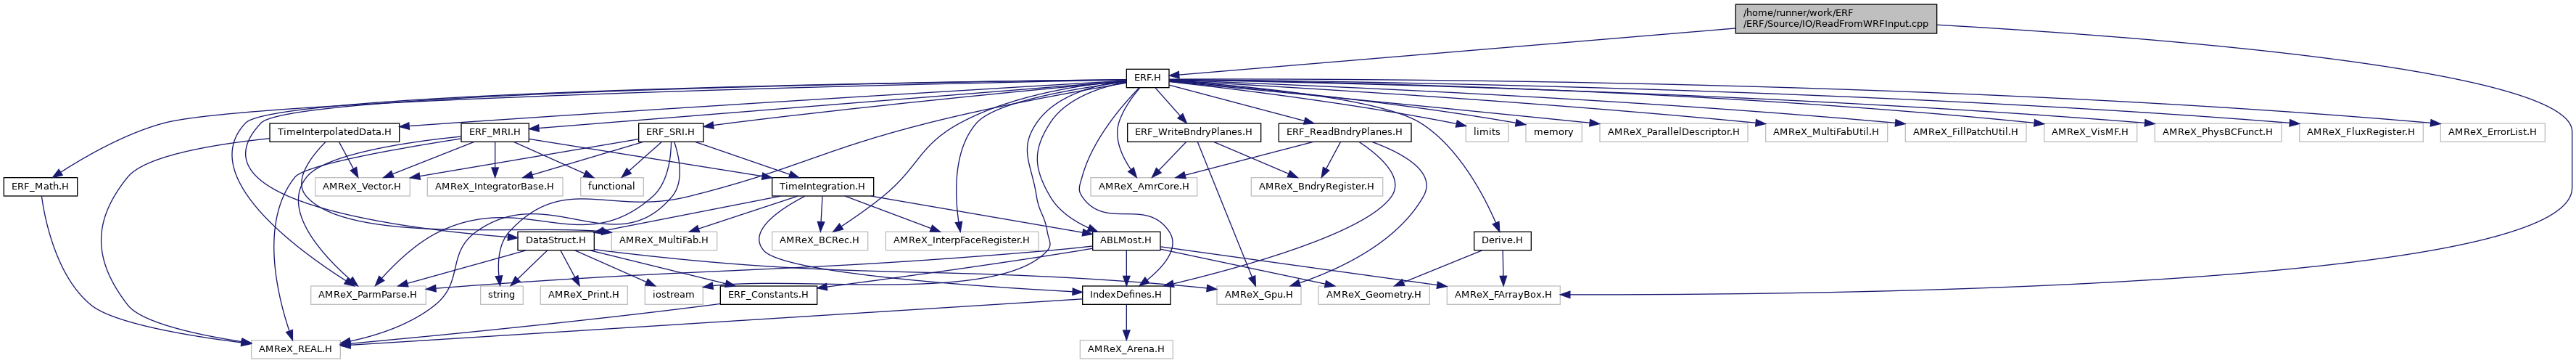 /home/runner/work/ERF
/ERF/Source/IO/ReadFromWRFInput.cpp
ERF.H
TimeInterpolatedData.H
ERF_MRI.H
ERF_SRI.H
ERF_WriteBndryPlanes.H
ERF_ReadBndryPlanes.H
limits
memory
AMReX_ParallelDescriptor.H
AMReX_MultiFabUtil.H
AMReX_FillPatchUtil.H
AMReX_VisMF.H
AMReX_PhysBCFunct.H
AMReX_FluxRegister.H
AMReX_ErrorList.H
ERF_Math.H
AMReX_Vector.H
AMReX_IntegratorBase.H
functional
TimeIntegration.H
AMReX_AmrCore.H
AMReX_BndryRegister.H
DataStruct.H
AMReX_MultiFab.H
AMReX_BCRec.H
AMReX_InterpFaceRegister.H
ABLMost.H
Derive.H
AMReX_ParmParse.H
string
AMReX_Print.H
iostream
ERF_Constants.H
IndexDefines.H
AMReX_Gpu.H
AMReX_Geometry.H
AMReX_FArrayBox.H
AMReX_REAL.H
AMReX_Arena.H